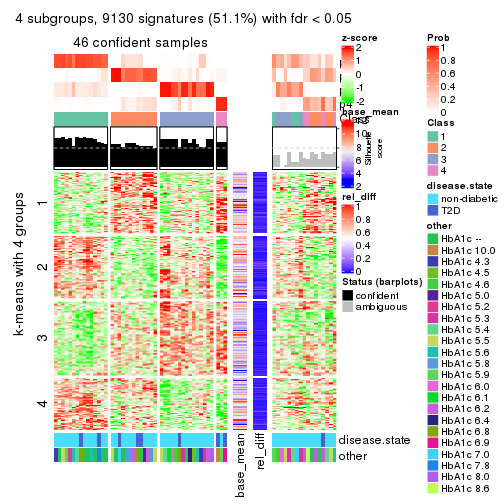 4 subgroups, 9130 signatures (51.1%) with fdr < 0.05
46 confident samples
k-means with 4 groups
1
2
3
4
p4
Silhouette
score
disease.state
other
base_mean
rel_diff
z-score
2
1
0
-1
-2
base_mean
12
10
8
6
4
2
rel_diff
1
0.8
0.6
0.4
0.2
0
Status (barplots)
confident
ambiguous
Prob
1
0.8
0.6
0.4
0.2
0
Class
1
2
3
4
disease.state
non-diabetic
T2D
other
HbA1c --
HbA1c 10.0
HbA1c 4.3
HbA1c 4.5
HbA1c 4.6
HbA1c 5.0
HbA1c 5.2
HbA1c 5.3
HbA1c 5.4
HbA1c 5.5
HbA1c 5.6
HbA1c 5.8
HbA1c 5.9
HbA1c 6.0
HbA1c 6.1
HbA1c 6.2
HbA1c 6.4
HbA1c 6.8
HbA1c 6.9
HbA1c 7.0
HbA1c 7.8
HbA1c 8.0
HbA1c 8.6